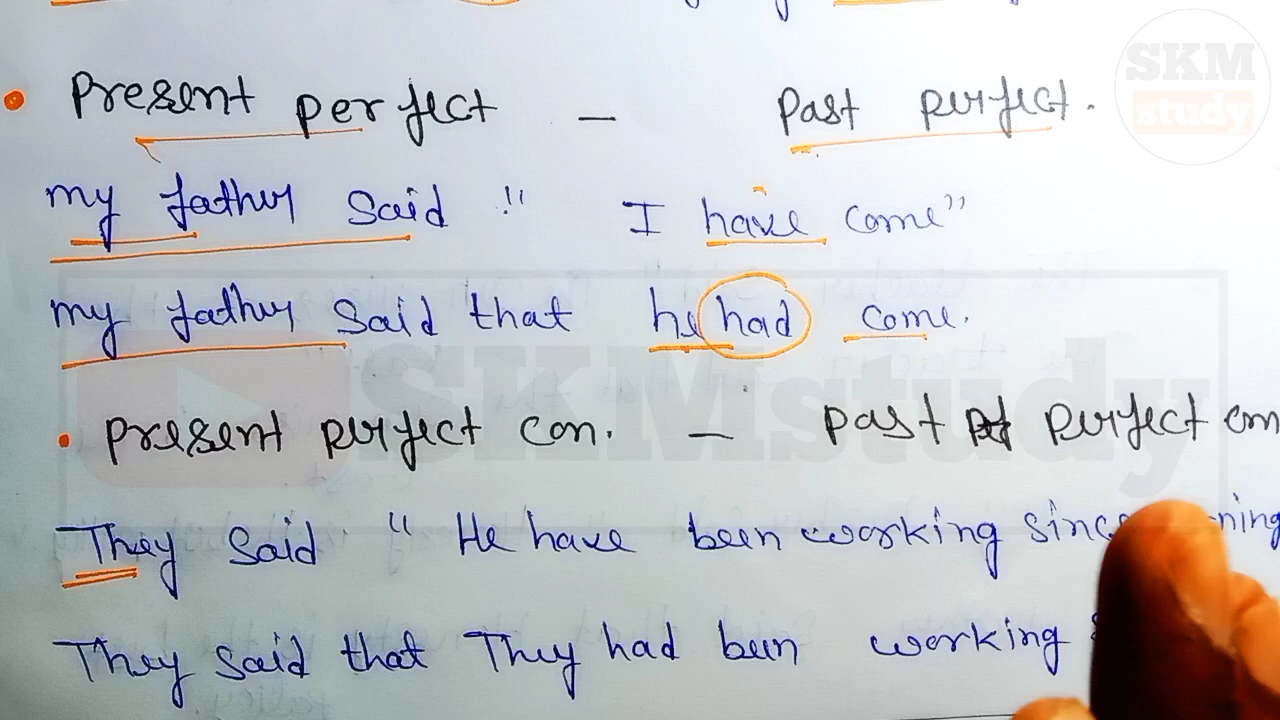 SKM
study
• Present perfect – Past perfect.
my father said " I have come"
my father said that he had come.
SKMstudy
• Present perfect con. – Past perfect con
They said " He have been working since
They said that They had been working